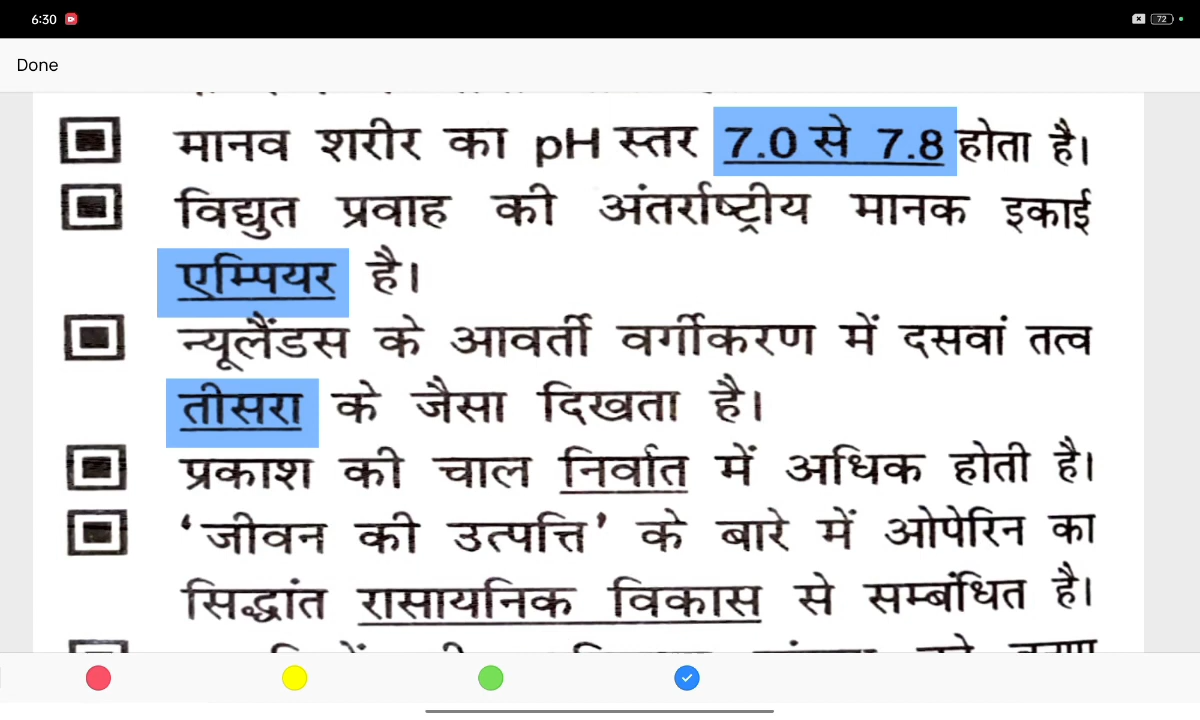 6:30
72
Done
मानव शरीर का pH स्तर 7.0 से 7.8 होता है।
विद्युत प्रवाह की अंतर्राष्ट्रीय मानक इकाई
एम्पियर है।
न्यूलैंडस के आवर्ती वर्गीकरण में दसवां तत्व
तीसरा के जैसा दिखता है।
प्रकाश की चाल निर्वात में अधिक होती है।
‘जीवन की उत्पत्ति’ के बारे में ओपेरिन का
सिद्धांत रासायनिक विकास से सम्बंधित है।